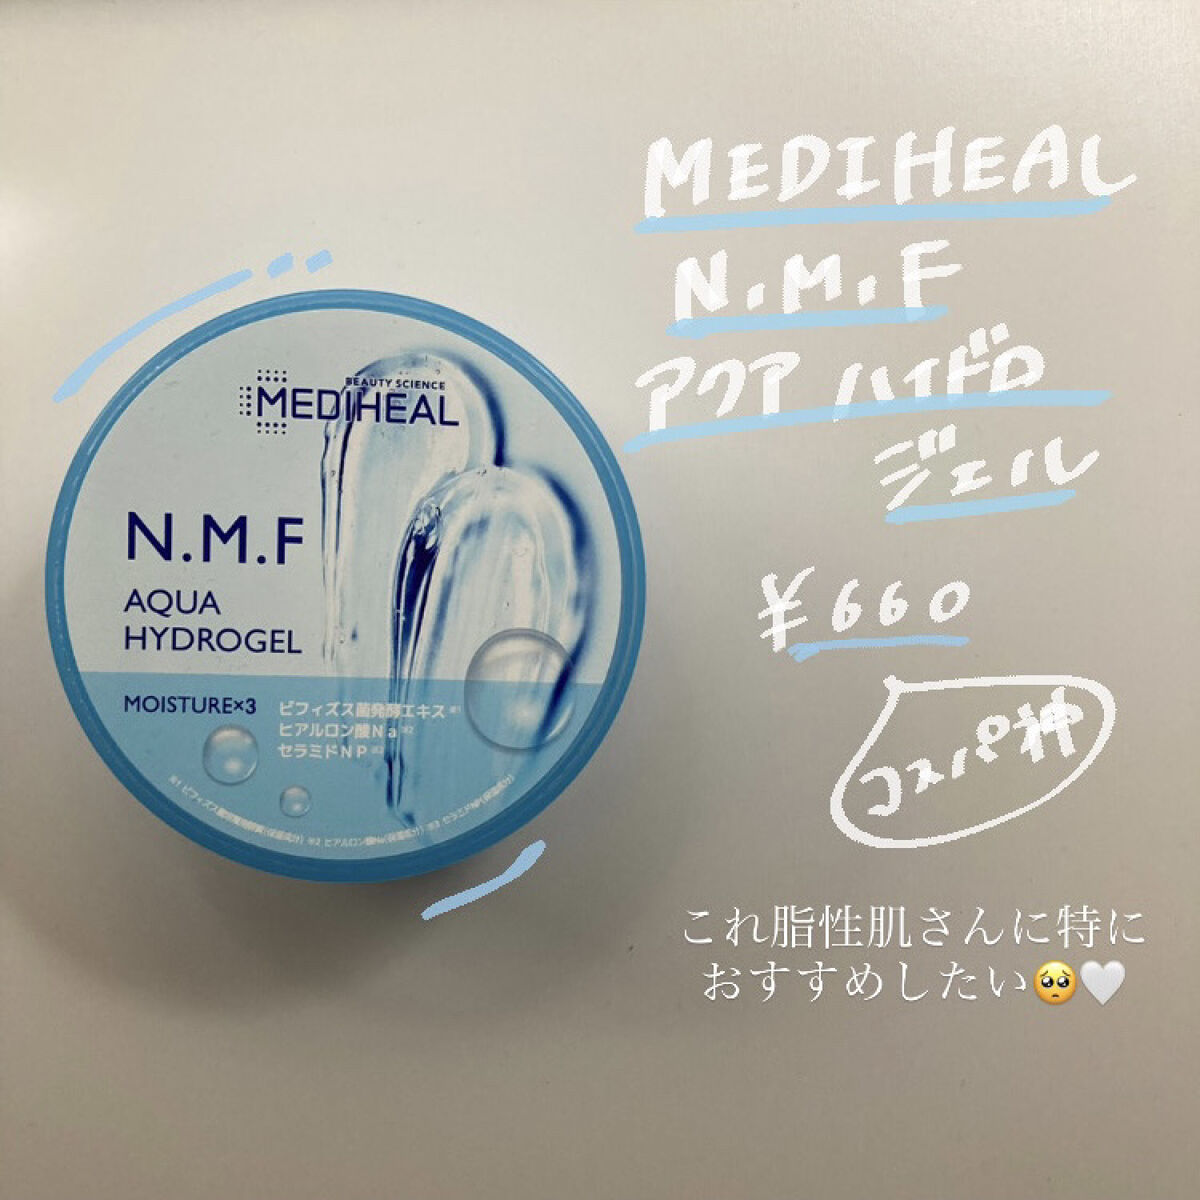 BEAUTY SCIENCE
MEDIHEAL
N.M.F
AQUA
HYDROGEL
MOISTURE×3
ビフィズス菌発酵エキス※1
ヒアルロン酸Na※2
セラミドNP※3
MEDIHEAL
N.M.F
アクアハイドロ
ジェル
¥660
コスパ神
これ脂性肌さんに特に
おすすめしたい🥺🤍